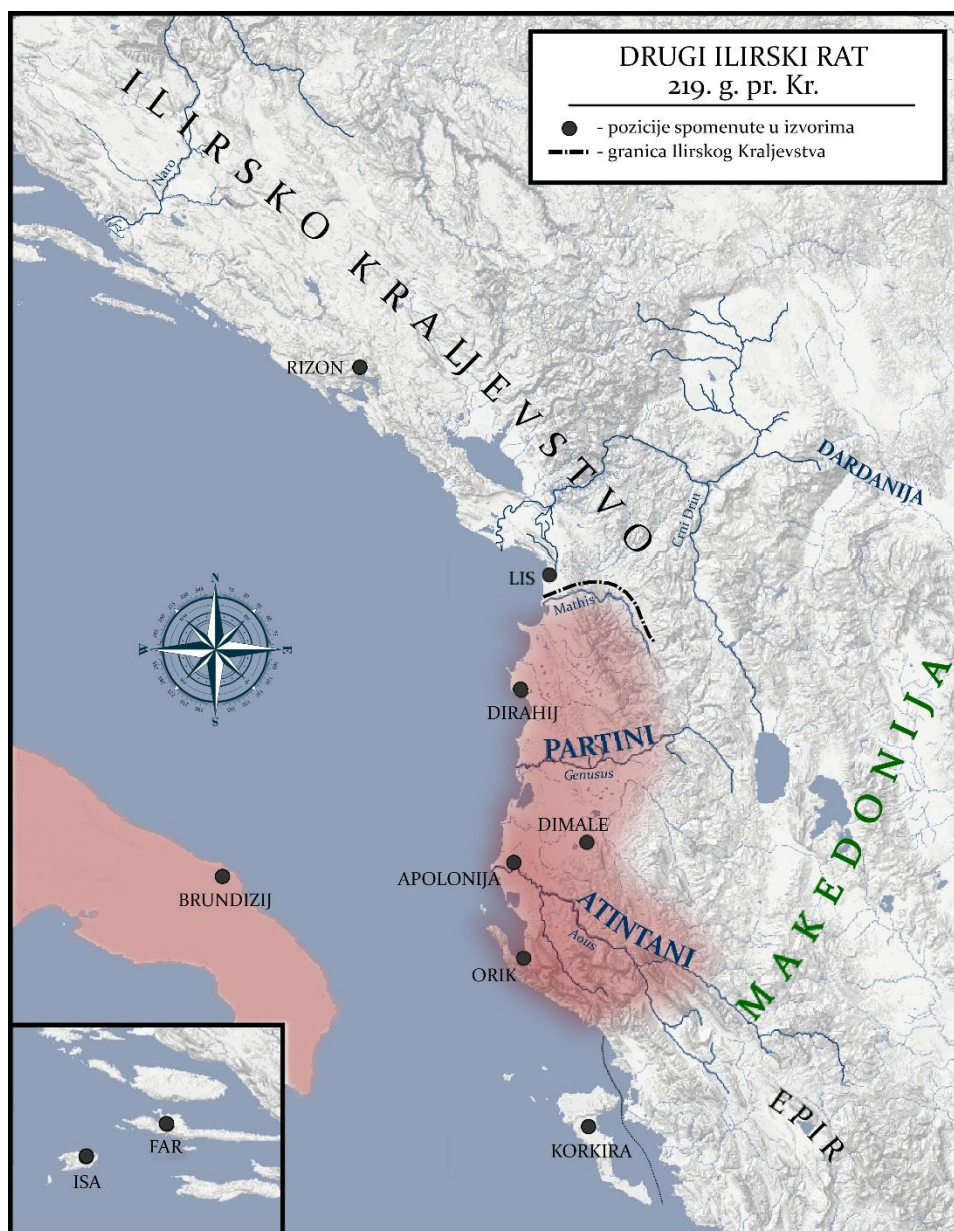 DRUGI ILIRSKI RAT
219. g. pr. Kr.
- pozicije spomenute u izvorima
- granica Ilirskog Kraljevstva
ILIRSKO KRALJEVSTVO
Naro
RIZON
DARDANIJA
Crni Drin
LIS
Mathis
N
W
E
S
DIRAHIJ
MAKEDONIJA
PARTINI
Genusus
DIMALE
APOLONIJA
BRUNDIZIJ
ATINTANI
Aous
ORIK
EPIR
KORKIRA
FAR
ISA